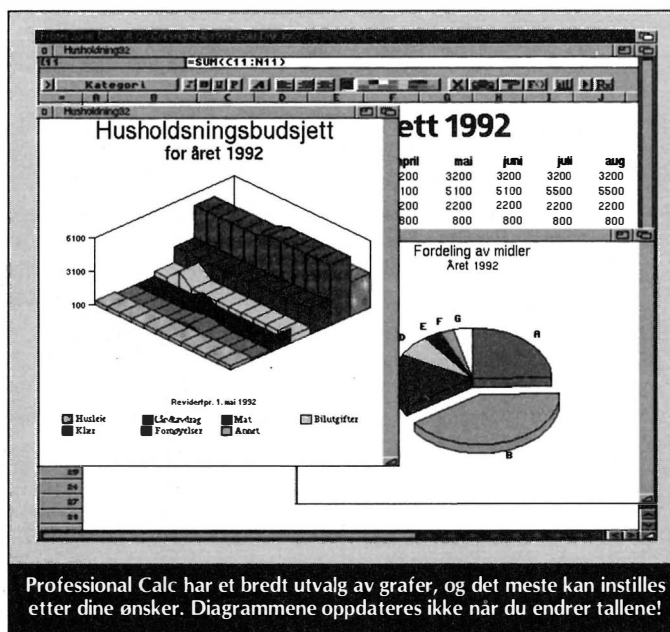 Husholdning32
C11 =SUM(C11:N11)
Kategori
A B C D E F G H I J
Husholdning32
Husholdsningsbudsjett
for året 1992
6100
3100
100
Revidert pr. 1. mai 1992
Husleie Lån/avdrag Mat Bilutgifter
Klær Fornøyelser Annet
ett 1992
april mai juni juli aug
200 3200 3200 3200 3200
100 5100 5100 5500 5500
200 2200 2200 2200 2200
800 800 800 800 800
Fordeling av midler
Året 1992
A
B
D
E
F
G
Professional Calc har et bredt utvalg av grafer, og det meste kan instilles
etter dine ønsker. Diagrammene oppdateres ikke når du endrer tallene!